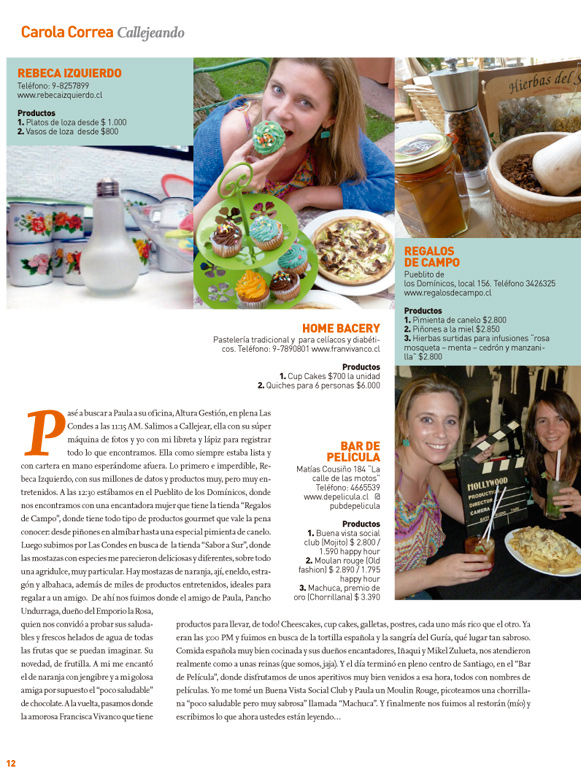 Carola Correa Callejeando
REBECA IZQUIERDO
Teléfono: 9-8257899
www.rebecaizquierdo.cl
Productos
1. Platos de loza desde $ 1.000
2. Vasos de loza desde $800
Hierbas del
REGALOS
DE CAMPO
Pueblito de
los Domínicos, local 156. Teléfono 3426325
www.regalosdecampo.cl
Productos
1. Pimienta de canelo $2.800
2. Piñones a la miel $2.850
3. Hierbas surtidas para infusiones “rosa
mosqueta – menta – cedrón y manzani-
lla” $2.800
HOME BACERY
Pastelería tradicional y para celíacos y diabéti-
cos. Teléfono: 9-7890801 www.franvivanco.cl
Productos
1. Cup Cakes $700 la unidad
2. Quiches para 6 personas $6.000
BAR DE
PELÍCULA
Matías Cousiño 184 “La
calle de las motos”
Teléfono: 4665539
www.depelicula.cl @
pubdepelicula
Productos
1. Buena vista social
club (Mojito) $ 2.800 /
1.590 happy hour
2. Moulan rouge (Old
fashion) $ 2.890 / 1.795
happy hour
3. Machuca, premio de
oro (Chorrillana) $ 3.390
HOLLYWOOD
PRODUCTION
DIRECTOR
CAMERA
DATE SCENE TAKE
Pasé a buscar a Paula a su oficina, Altura Gestión, en plena Las
Condes a las 11:15 AM. Salimos a Callejear, ella con su súper
máquina de fotos y yo con mi libreta y lápiz para registrar
todo lo que encontramos. Ella como siempre estaba lista y
con cartera en mano esperándome afuera. Lo primero e imperdible, Re-
beca Izquierdo, con sus millones de datos y productos muy, pero muy en-
tretenidos. A las 12:30 estábamos en el Pueblito de los Domínicos, donde
nos encontramos con una encantadora mujer que tiene la tienda “Regalos
de Campo”, donde tiene todo tipo de productos gourmet que vale la pena
conocer: desde piñones en almíbar hasta una especial pimienta de canelo.
Luego subimos por Las Condes en busca de la tienda “Sabor a Sur”, donde
las mostazas con especies me parecieron deliciosas y diferentes, sobre todo
una agridulce, muy particular. Hay mostazas de naranja, ají, eneldo, estra-
gón y albahaca, además de miles de productos entretenidos, ideales para
regalar a un amigo. De ahí nos fuimos donde el amigo de Paula, Pancho
Undurraga, dueño del Emporio la Rosa,
quien nos convidó a probar sus saluda-
bles y frescos helados de agua de todas
las frutas que se puedan imaginar. Su
novedad, de frutilla. A mi me encantó
el de naranja con jengibre y a mi golosa
amiga por supuesto el “poco saludable”
de chocolate. A la vuelta, pasamos donde
la amorosa Francisca Vivanco que tiene
productos para llevar, de todo! Cheescakes, cup cakes, galletas, postres, cada uno más rico que el otro. Ya
eran las 3:00 PM y fuimos en busca de la tortilla española y la sangría del Guría, qué lugar tan sabroso.
Comida española muy bien cocinada y sus dueños encantadores, Iñaqui y Mikel Zulueta, nos atendieron
realmente como a unas reinas (que somos, jaja). Y el día terminó en pleno centro de Santiago, en el “Bar
de Película”, donde disfrutamos de unos aperitivos muy bien venidos a esa hora, todos con nombres de
películas. Yo me tomé un Buena Vista Social Club y Paula un Moulin Rouge, picoteamos una chorrilla-
na “poco saludable pero muy sabrosa” llamada “Machuca”. Y finalmente nos fuimos al restorán (mío) y
escribimos lo que ahora ustedes están leyendo…
12